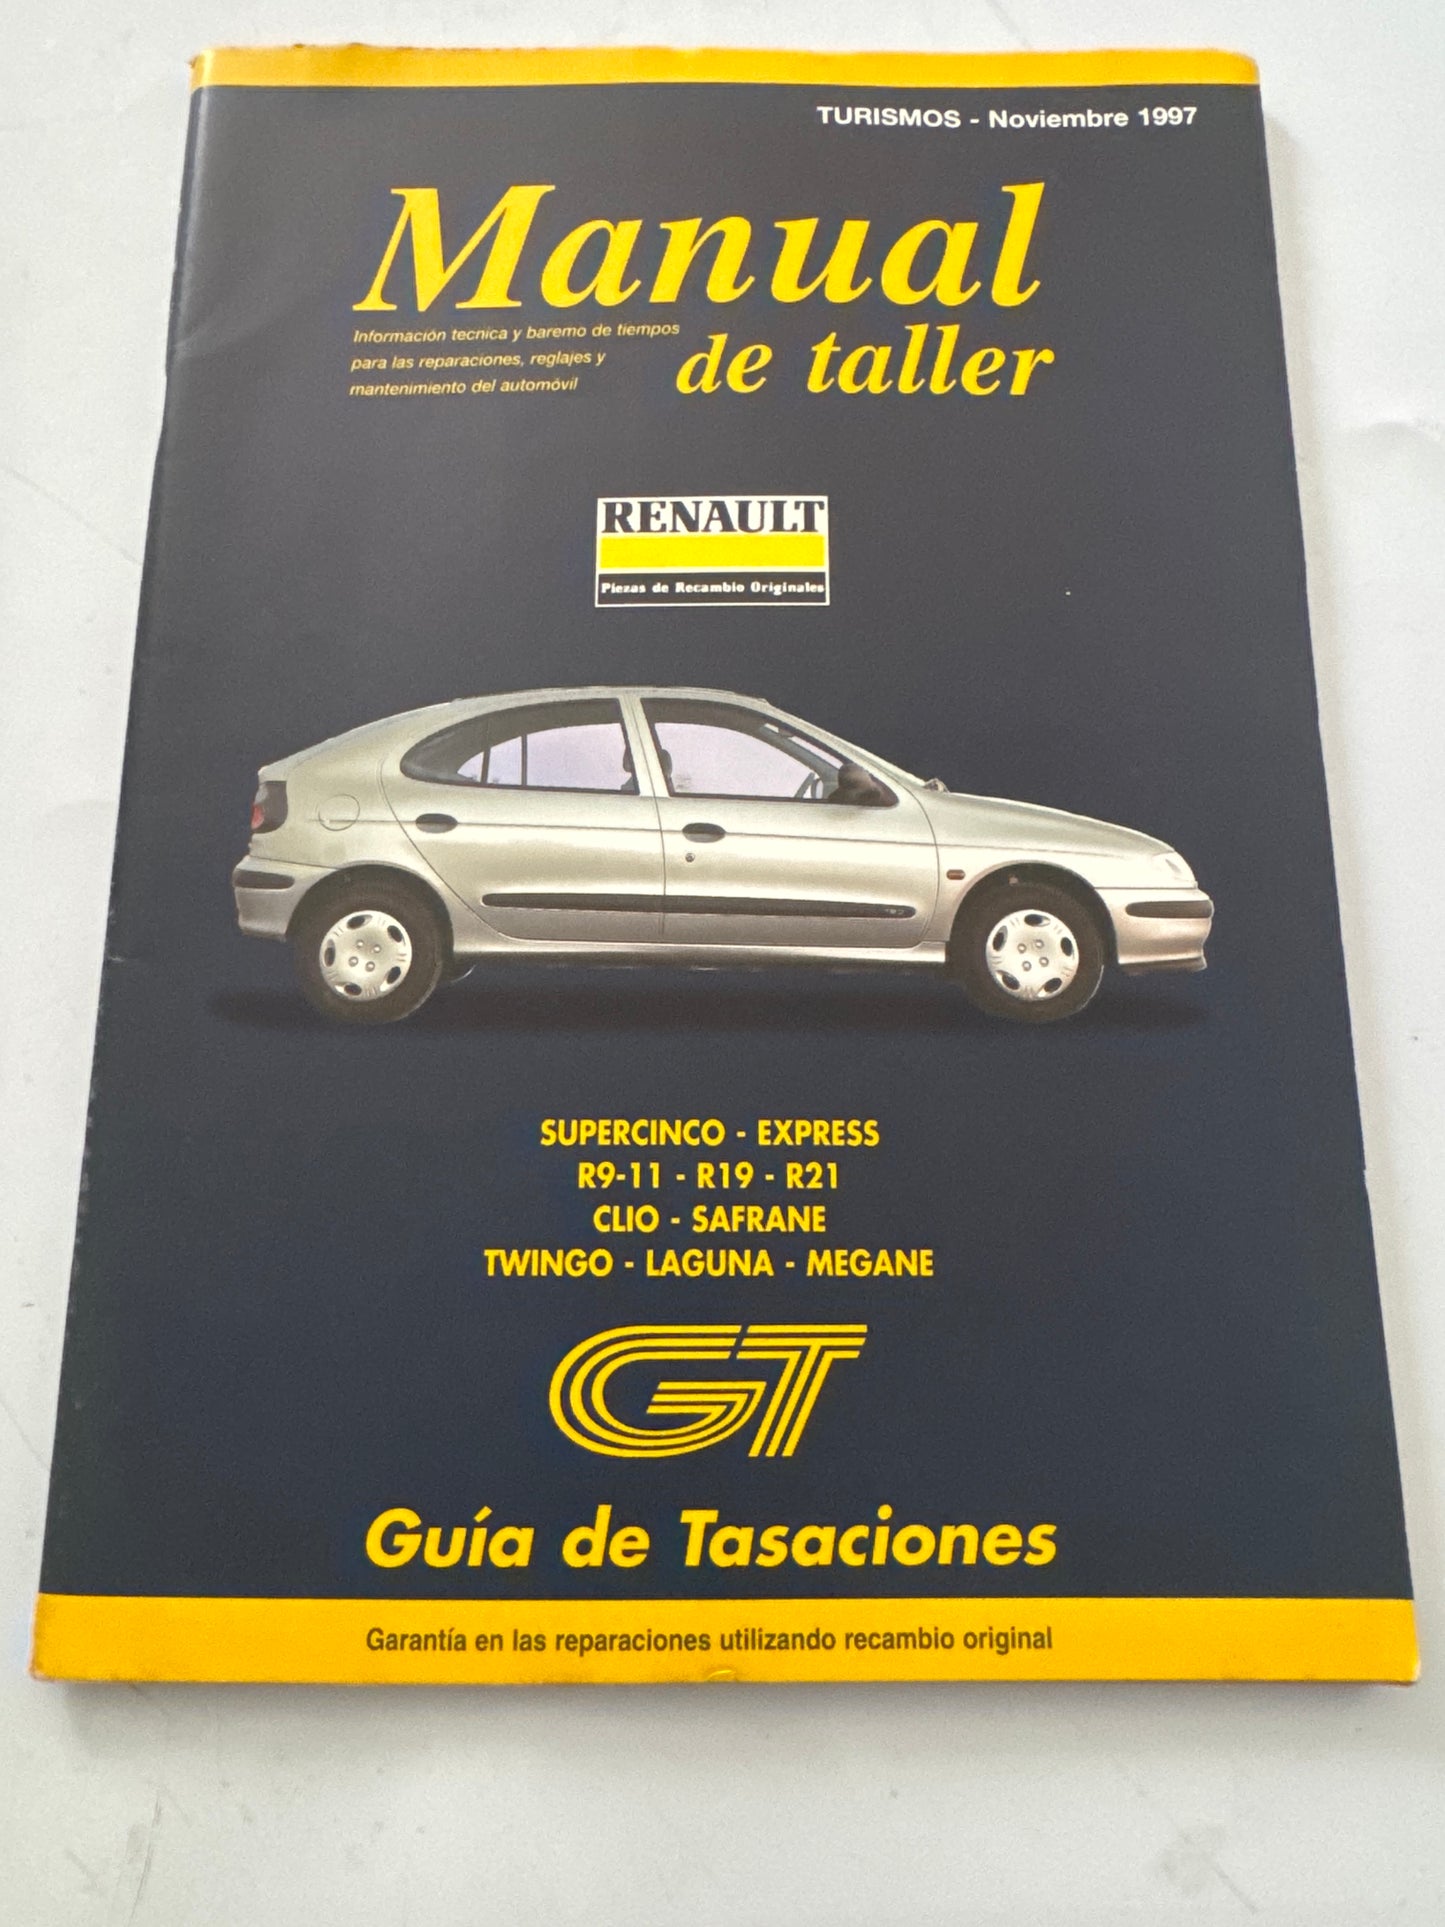 TURISMOS - Noviembre 1997
Manual
de taller
Información tecnica y baremo de tiempos
para las reparaciones, reglajes y
mantenimiento del automóvil
RENAULT
Piezas de Recambio Originales
SUPERCINCO - EXPRESS
R9-11 - R19 - R21
CLIO - SAFRANE
TWINGO - LAGUNA - MEGANE
GT
Guía de Tasaciones
Garantía en las reparaciones utilizando recambio original